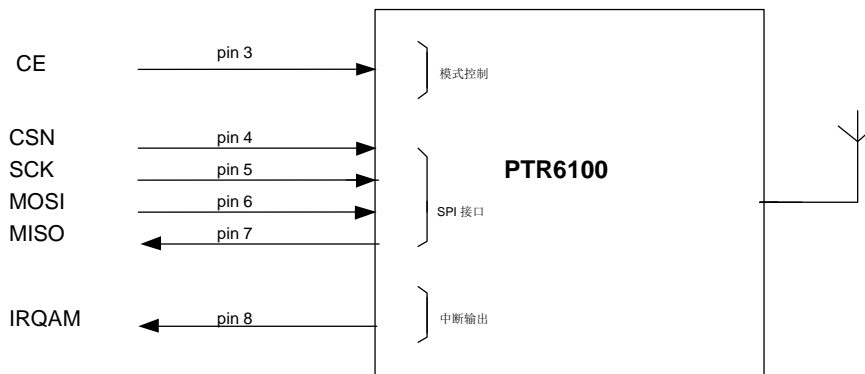 CE
pin 3
模式控制
CSN
pin 4
SCK
pin 5
PTR6100
MOSI
pin 6
SPI 接口
MISO
pin 7
IRQAM
pin 8
中断输出